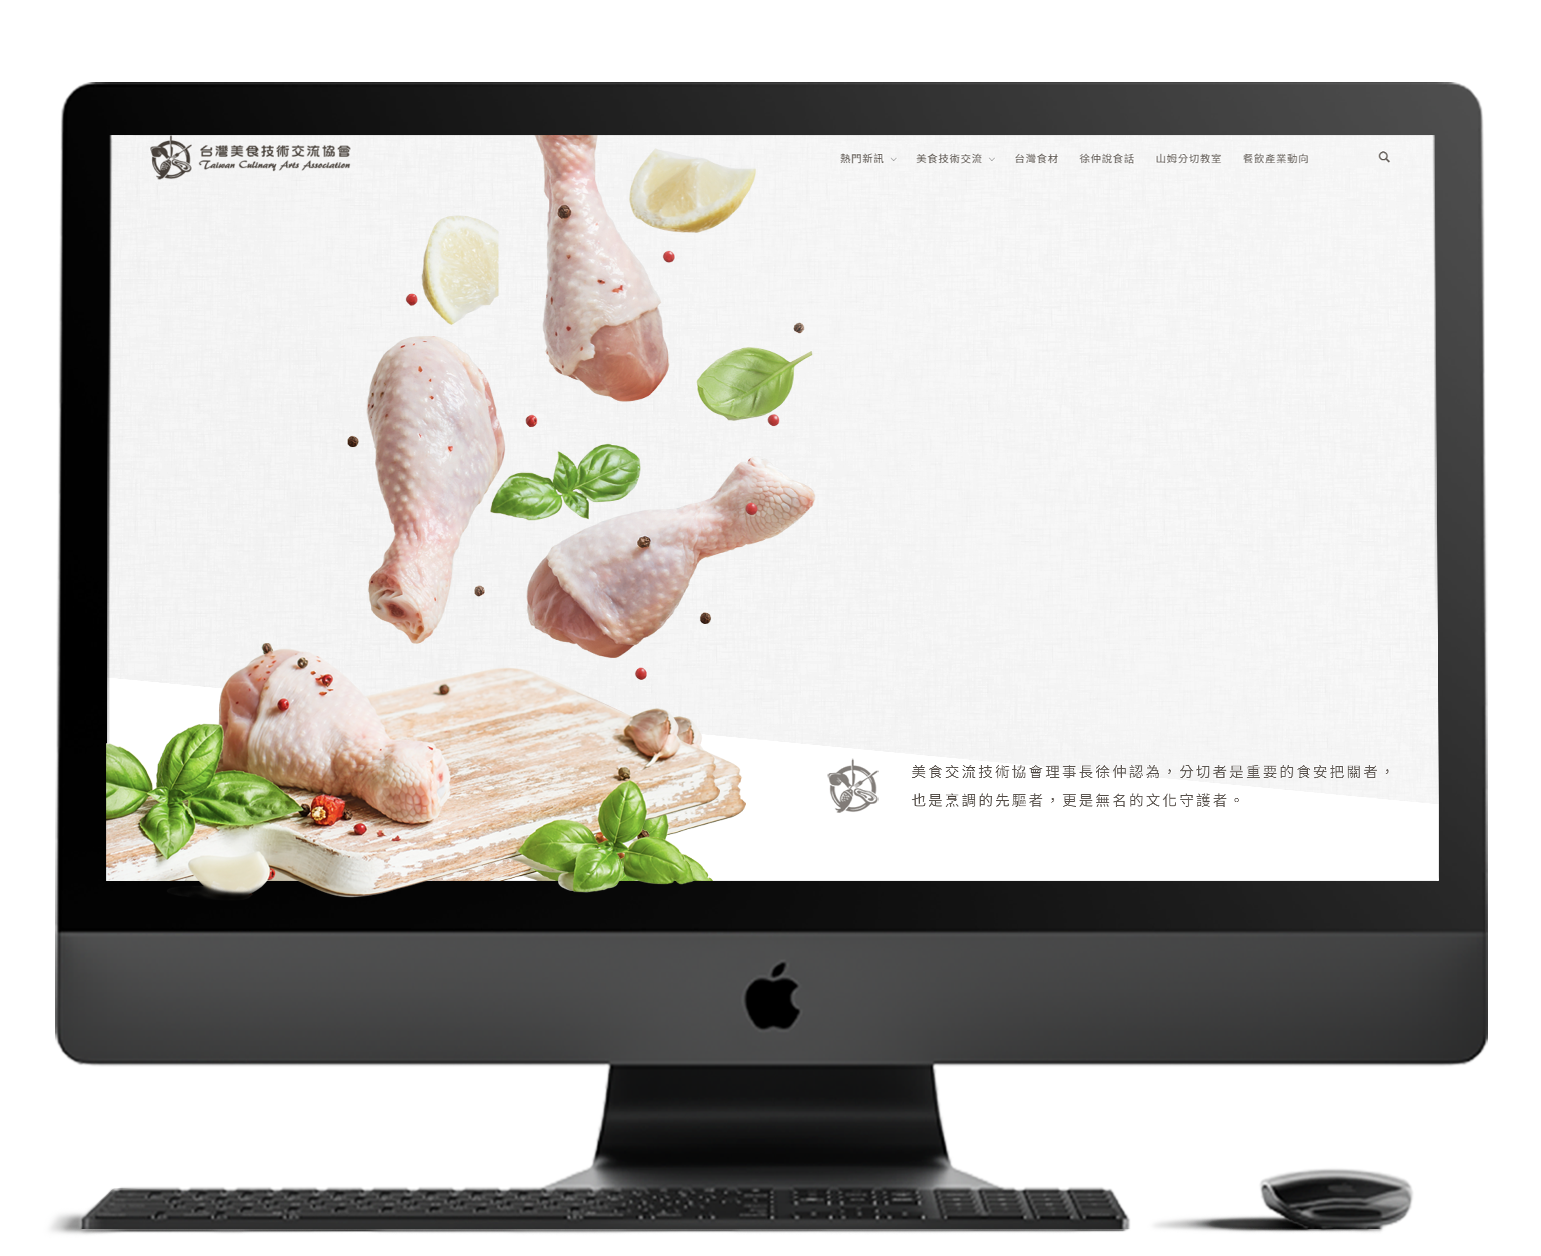 台灣美食技術交流協會
Taiwan Culinary Arts Association
熱門新訊 美食技術交流 台灣食材 徐仲說食話 山姆分切教室 餐飲產業動向
美食交流技術協會理事長徐仲認為，分切者是重要的食安把關者，
也是烹調的先驅者，更是無名的文化守護者。